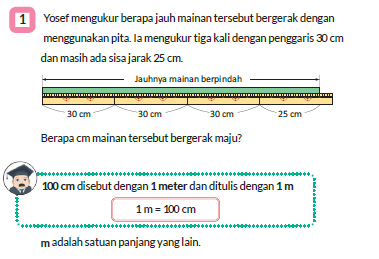 1 Yosef mengukur berapa jauh mainan tersebut bergerak dengan
menggunakan pita. Ia mengukur tiga kali dengan penggaris 30 cm
dan masih ada sisa jarak 25 cm.
Jauhnya mainan berpindah
30 cm 30 cm 30 cm 25 cm
Berapa cm mainan tersebut bergerak maju?
100 cm disebut dengan 1 meter dan ditulis dengan 1 m
1 m = 100 cm
m adalah satuan panjang yang lain.